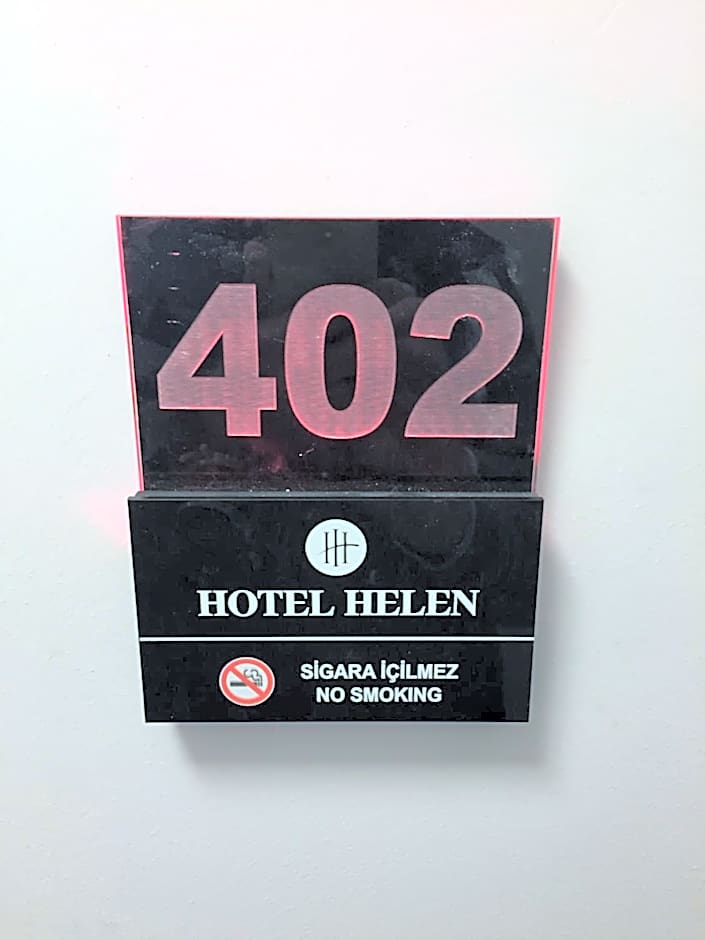 402
HOTEL HELEN
SİGARA İÇİLMEZ
NO SMOKING